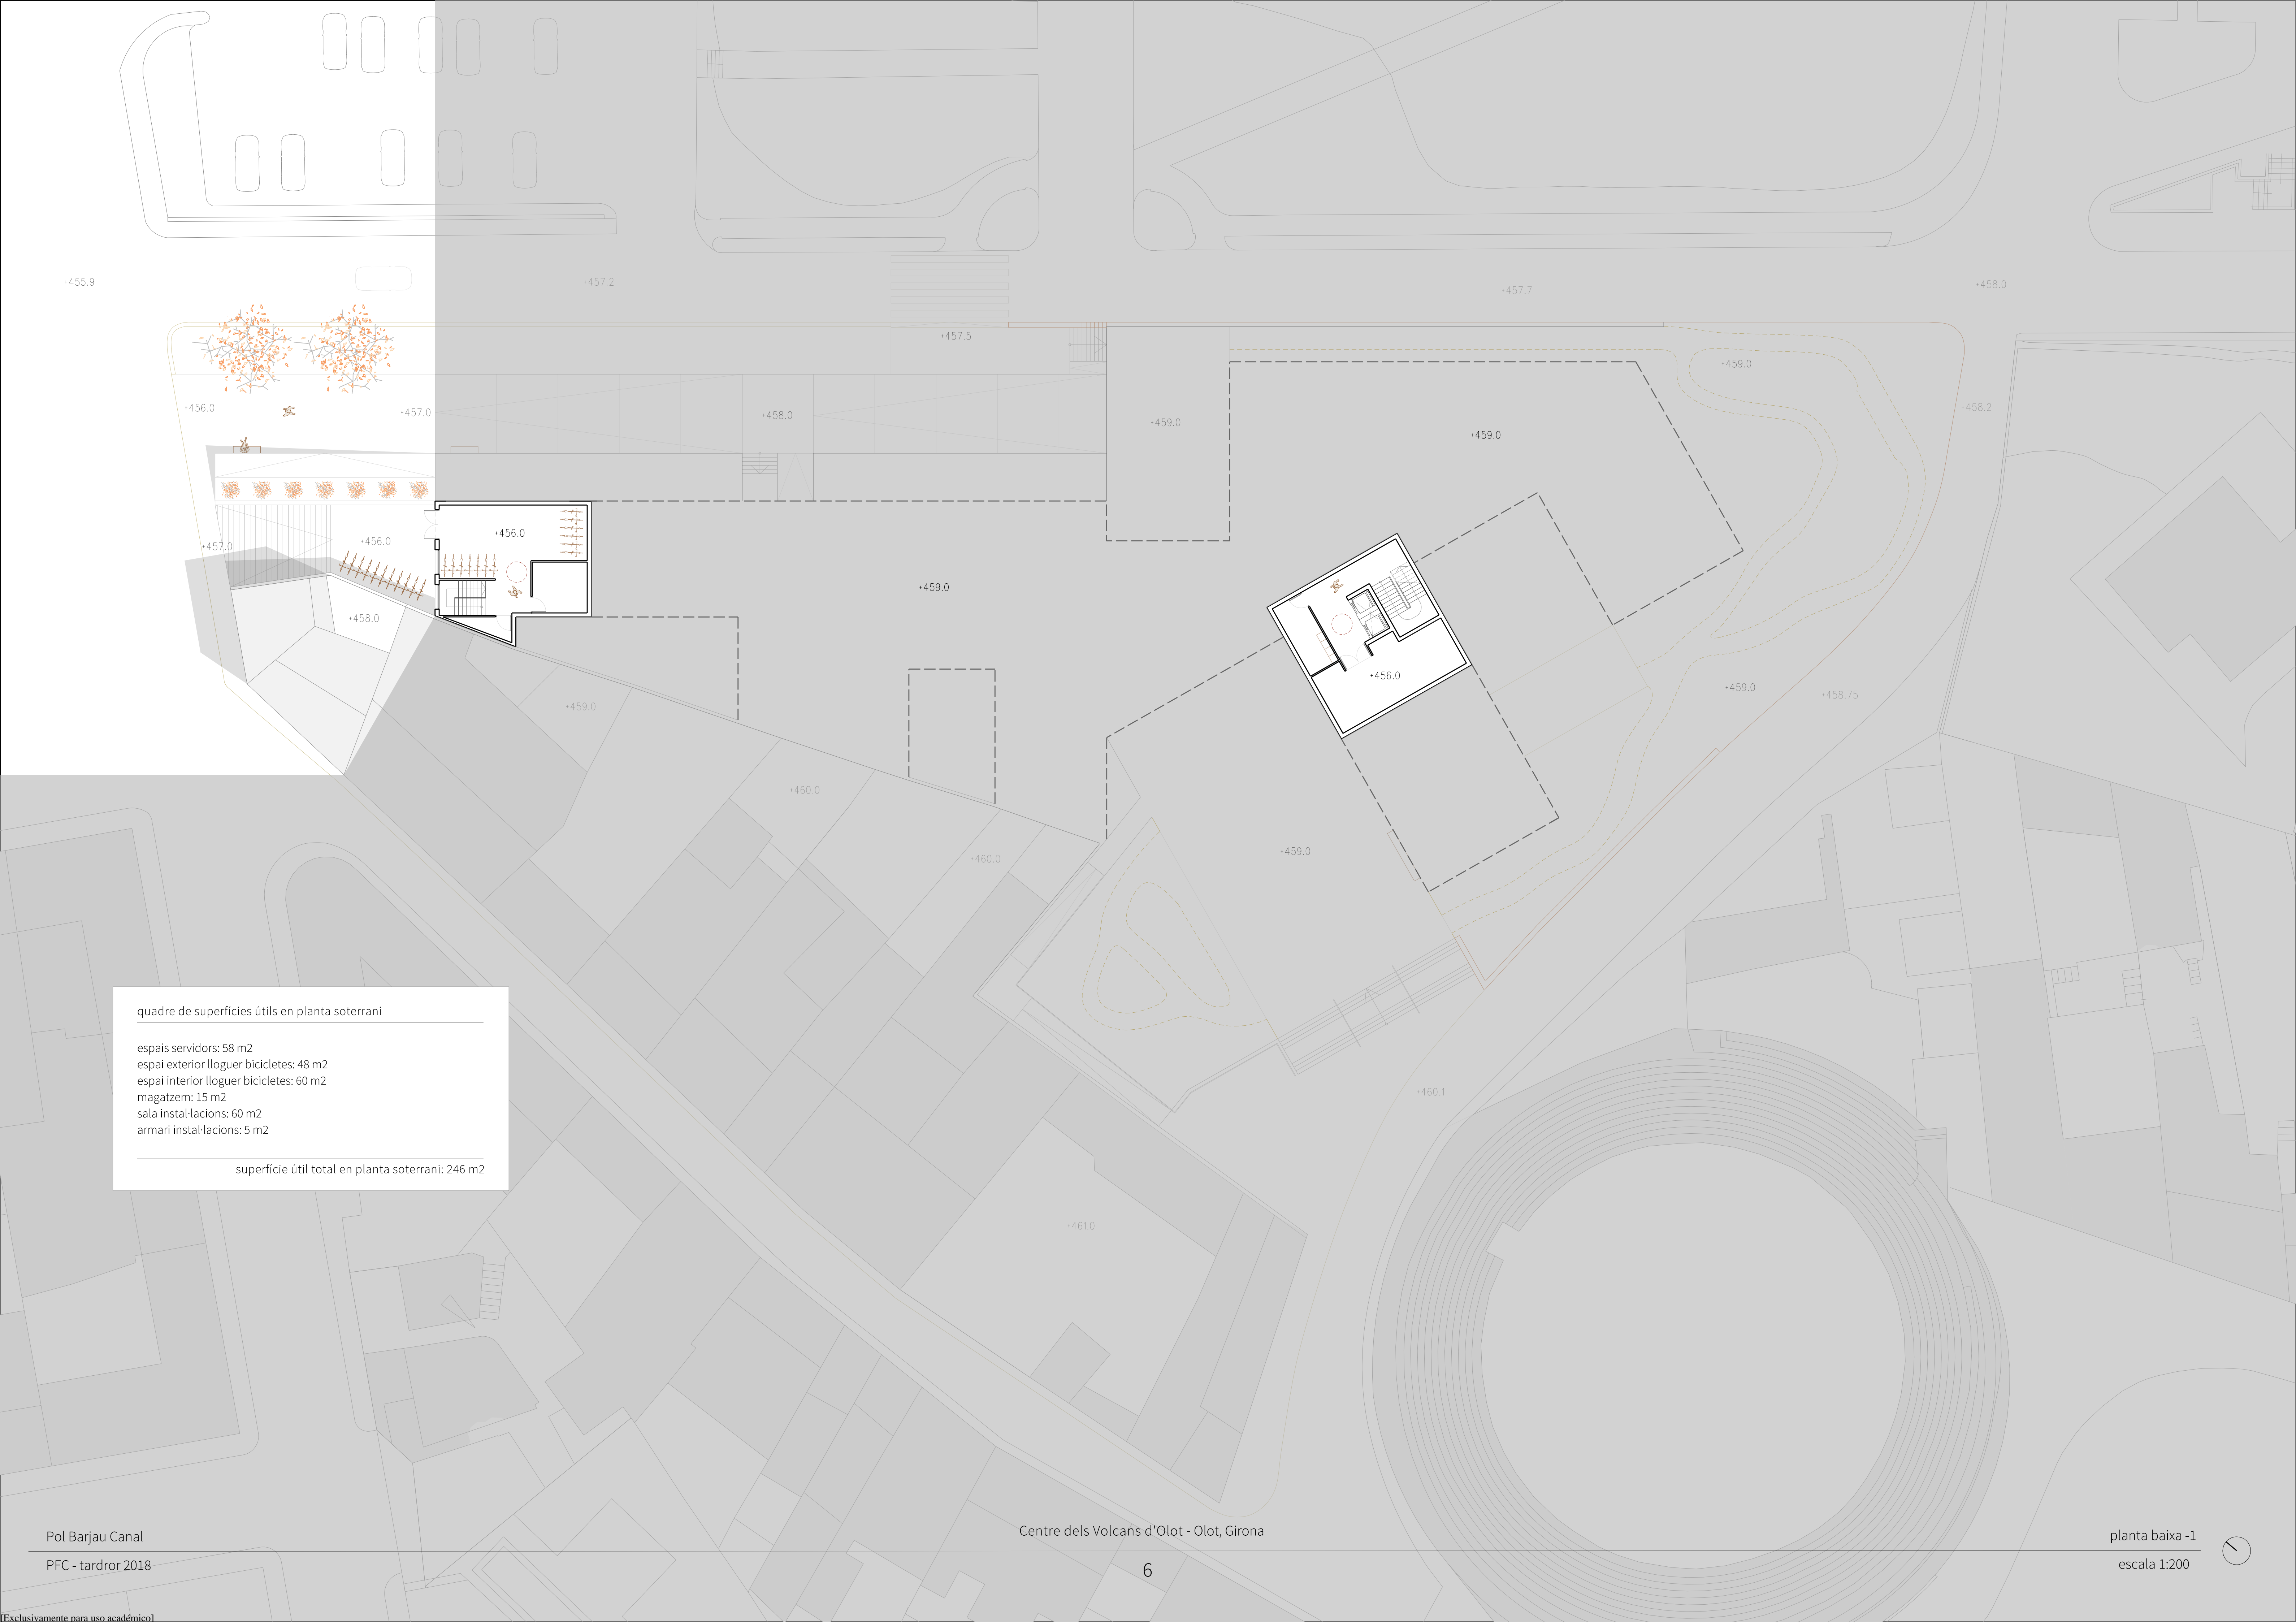 +455.9
+457.2
+457.7
+458.0
+457.5
+459.0
+456.0
+457.0
+458.0
+459.0
+459.0
+458.2
+457.0
+456.0
+456.0
+459.0
+458.0
+456.0
+459.0
+458.75
+459.0
+460.0
+460.0
+459.0
quadre de superfícies útils en planta soterrani
espais servidors: 58 m2
espai exterior lloguer bicicletes: 48 m2
espai interior lloguer bicicletes: 60 m2
magatzem: 15 m2
sala instal·lacions: 60 m2
armari instal·lacions: 5 m2
superfície útil total en planta soterrani: 246 m2
+460.1
+461.0
Pol Barjau Canal
PFC - tardror 2018
Centre dels Volcans d'Olot - Olot, Girona
6
planta baixa -1
escala 1:200
[Exclusivamente para uso académico]